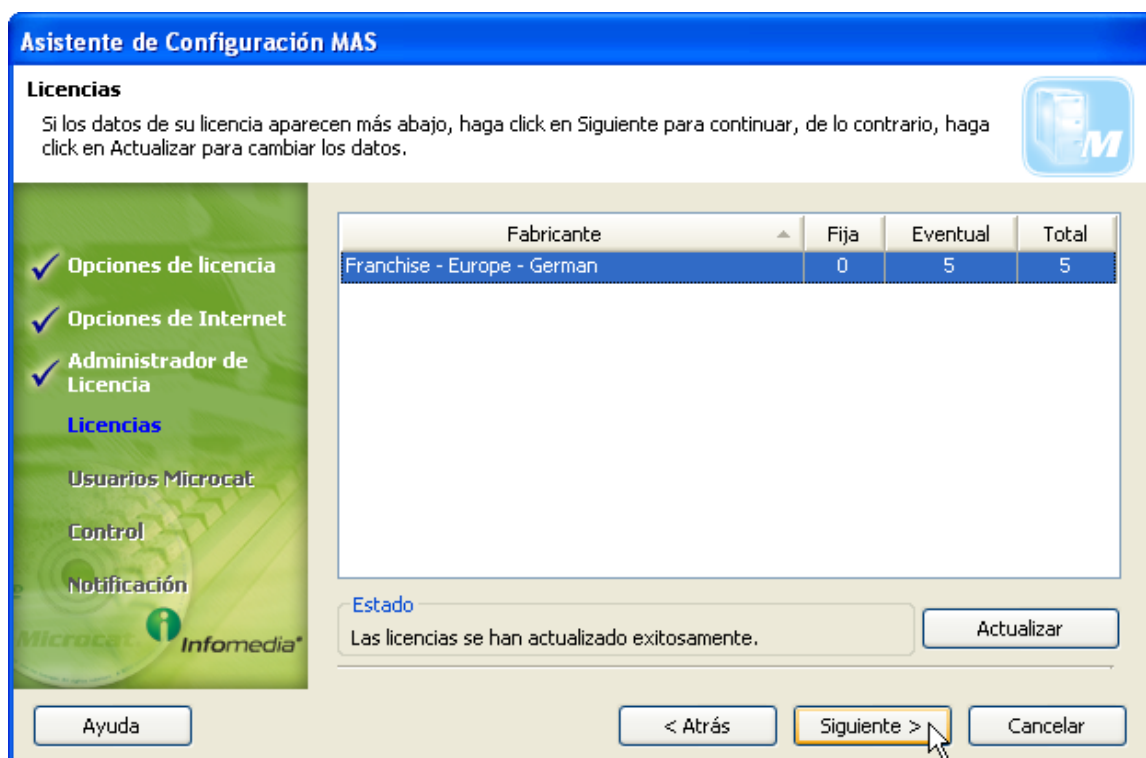 Asistente de Configuración MAS
Licencias
Si los datos de su licencia aparecen más abajo, haga click en Siguiente para continuar, de lo contrario, haga
click en Actualizar para cambiar los datos.
M
Opciones de licencia
Opciones de Internet
Administrador de
Licencia
Licencias
Usuarios Microcat
Control
Notificación
Microcat.
i Infomedia
Fabricante Fija Eventual Total
Franchise - Europe - German 0 5 5
Estado
Las licencias se han actualizado exitosamente.
Actualizar
Ayuda
< Atrás
Siguiente >
Cancelar